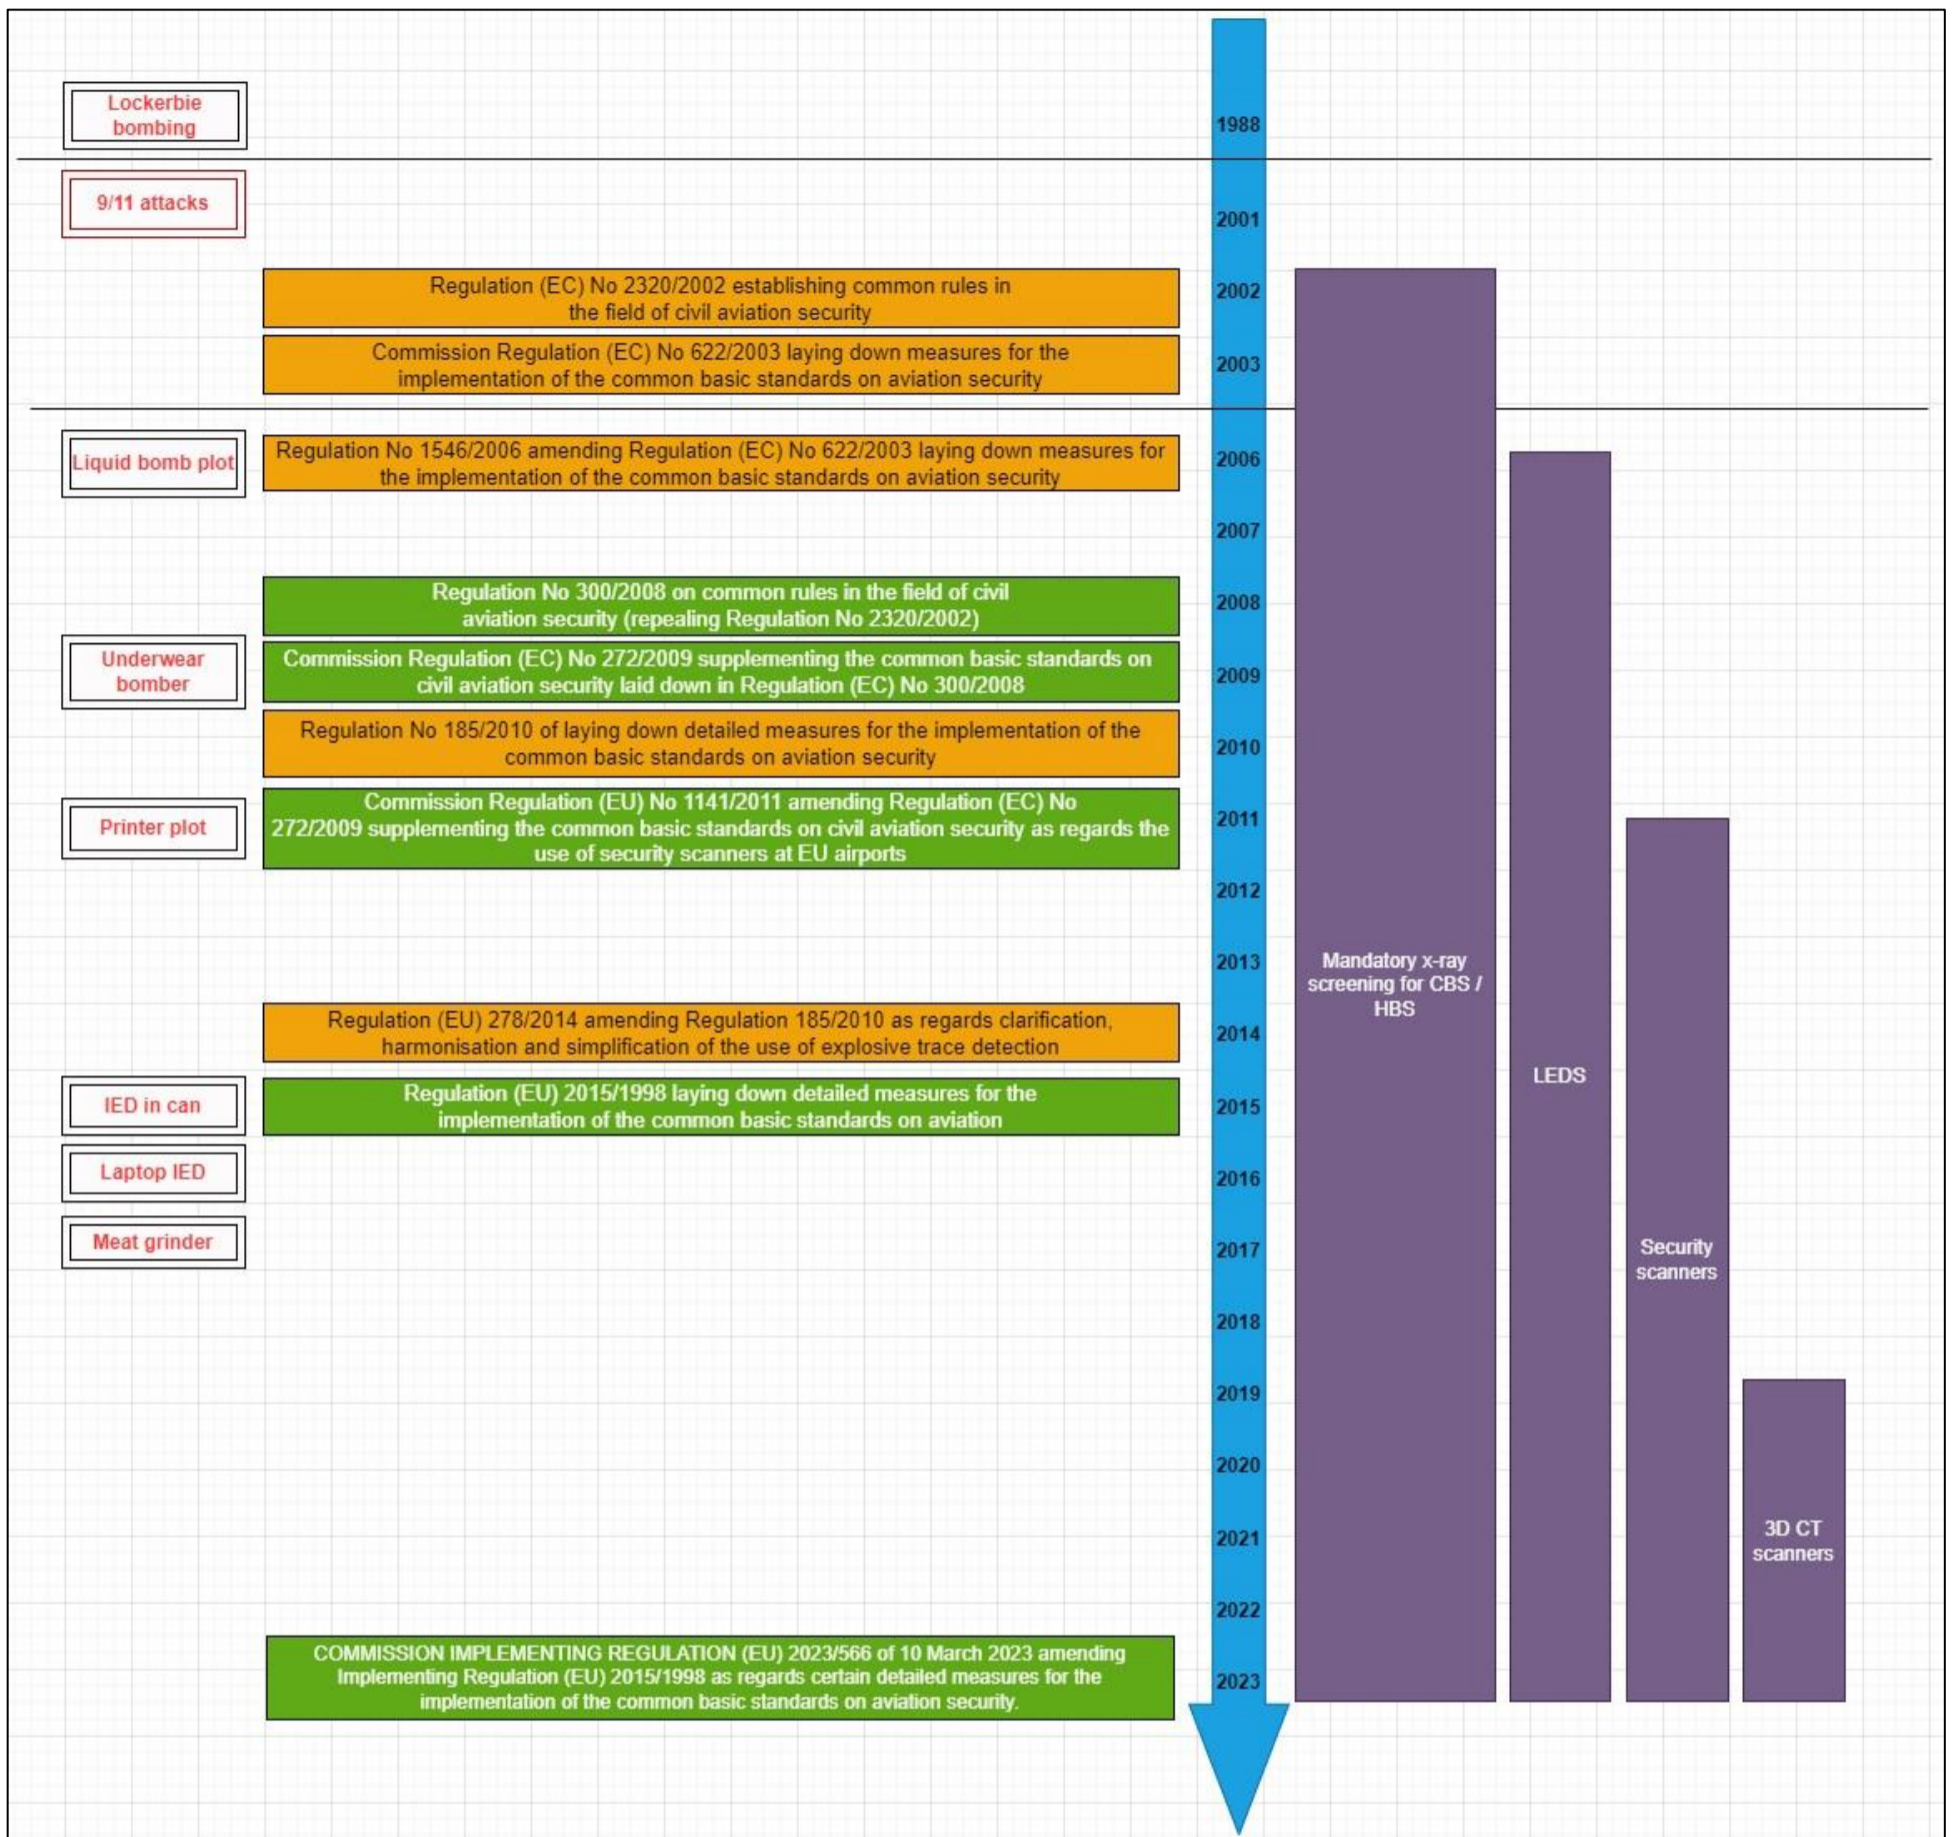 Lockerbie
bombing
1988
9/11 attacks
2001
Regulation (EC) No 2320/2002 establishing common rules in
the field of civil aviation security
2002
Commission Regulation (EC) No 622/2003 laying down measures for the
implementation of the common basic standards on aviation security
2003
Liquid bomb plot
Regulation No 1546/2006 amending Regulation (EC) No 622/2003 laying down measures for
the implementation of the common basic standards on aviation security
2006
2007
Regulation No 300/2008 on common rules in the field of civil
aviation security (repealing Regulation No 2320/2002)
2008
Underwear
bomber
Commission Regulation (EC) No 272/2009 supplementing the common basic standards on
civil aviation security laid down in Regulation (EC) No 300/2008
2009
Regulation No 185/2010 of laying down detailed measures for the implementation of the
common basic standards on aviation security
2010
Printer plot
Commission Regulation (EU) No 1141/2011 amending Regulation (EC) No
272/2009 supplementing the common basic standards on civil aviation security as regards the
use of security scanners at EU airports
2011
2012
2013
Mandatory x-ray
screening for CBS /
HBS
Regulation (EU) 278/2014 amending Regulation 185/2010 as regards clarification,
harmonisation and simplification of the use of explosive trace detection
2014
LEDS
IED in can
Regulation (EU) 2015/1998 laying down detailed measures for the
implementation of the common basic standards on aviation
2015
Laptop IED
2016
Meat grinder
2017
Security
scanners
2018
2019
2020
2021
3D CT
scanners
2022
COMMISSION IMPLEMENTING REGULATION (EU) 2023/566 of 10 March 2023 amending
Implementing Regulation (EU) 2015/1998 as regards certain detailed measures for the
implementation of the common basic standards on aviation security.
2023